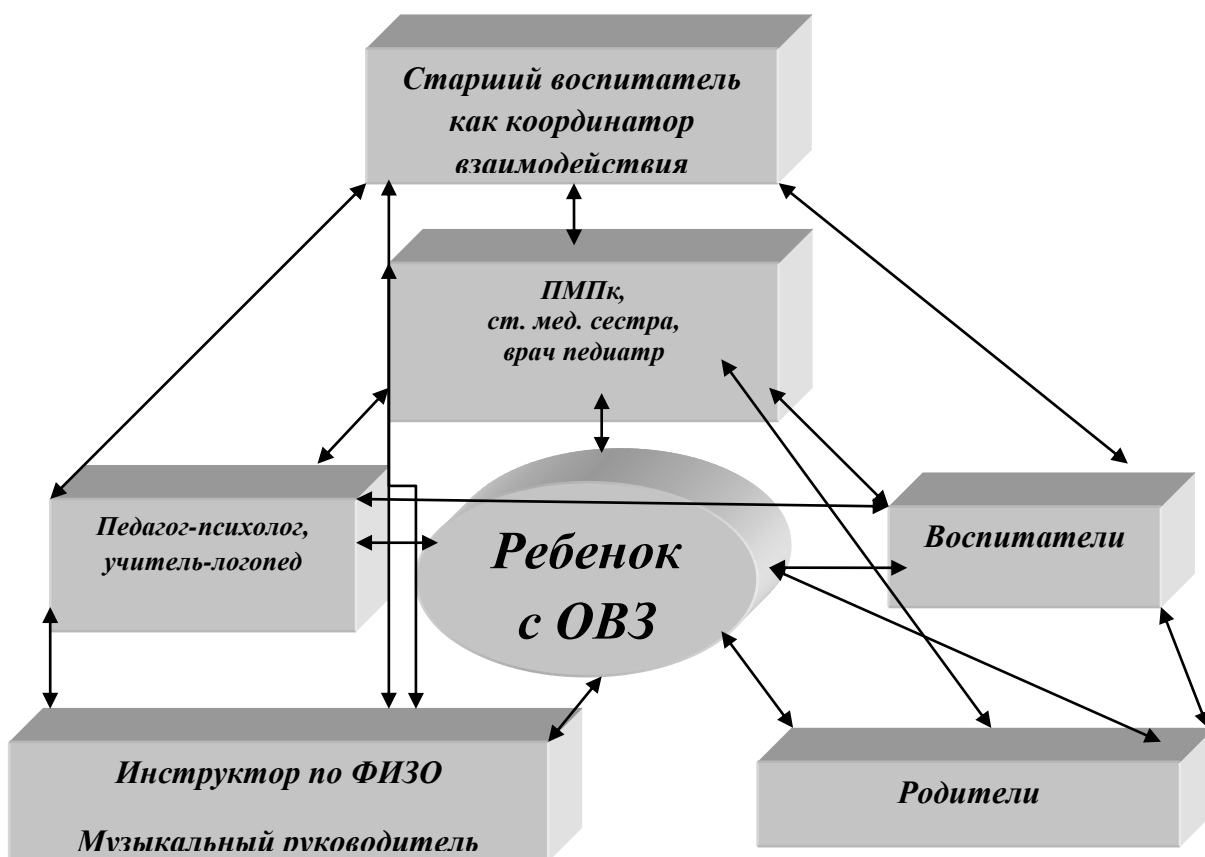 Старший воспитатель
как координатор
взаимодействия
ПМПк,
ст. мед. сестра,
врач педиатр
Педагог-психолог,
учитель-логопед
Ребенок
с ОВЗ
Воспитатели
Инструктор по ФИЗО
Музыкальный руководитель
Родители